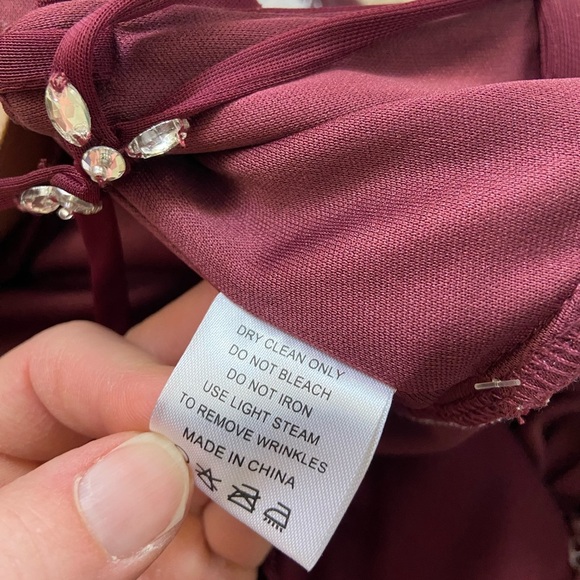 DRY CLEAN ONLY
DO NOT BLEACH
DO NOT IRON
USE LIGHT STEAM
TO REMOVE WRINKLES
MADE IN CHINA